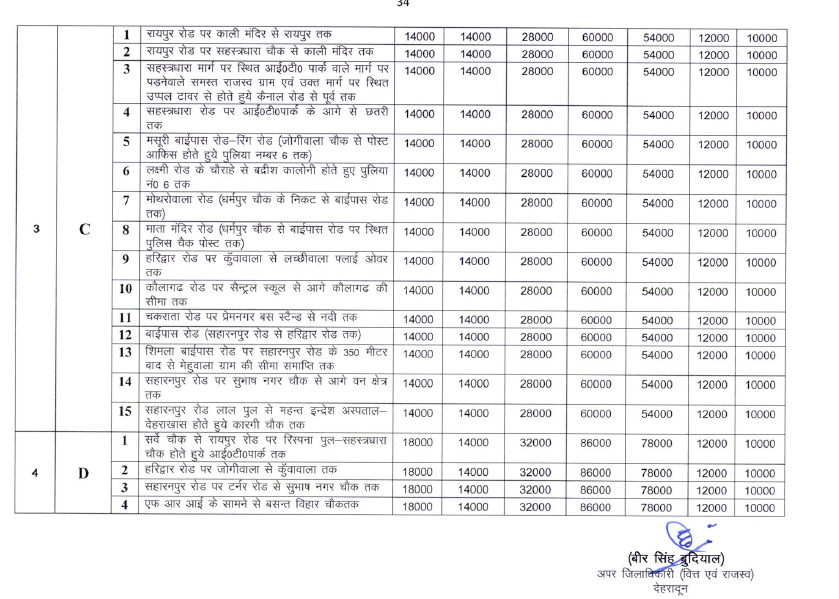 34
1 रायपुर रोड पर काली मंदिर से रायपुर तक 14000 14000 28000 60000 54000 12000 10000
2 रायपुर रोड पर सहस्त्रधारा चौक से काली मंदिर तक 14000 14000 28000 60000 54000 12000 10000
3 सहस्त्रधारा मार्ग पर स्थित आई0टी0 पार्क वाले मार्ग पर 14000 14000 28000 60000 54000 12000 10000
पड़नेवाले समस्त राजस्व ग्राम एवं उक्त मार्ग पर स्थित
उप्पल टावर से होते हुये कैनाल रोड से पूर्व तक
4 सहस्त्रधारा रोड पर आई0टी0पार्क के आगे से छतरी 14000 14000 28000 60000 54000 12000 10000
तक
5 मसूरी बाईपास रोड–रिंग रोड (जोगीवाला चौक से पोस्ट 14000 14000 28000 60000 54000 12000 10000
आफिस होते हुये पुलिया नम्बर 6 तक)
6 लक्ष्मी रोड के चौराहे से बद्रीश कालोनी होते हुए पुलिया 14000 14000 28000 60000 54000 12000 10000
नं0 6 तक
7 मोथरोवाला रोड (धर्मपुर चौक के निकट से बाईपास रोड 14000 14000 28000 60000 54000 12000 10000
तक)
3 C 8 माता मंदिर रोड (धर्मपुर चौक से बाईपास रोड पर स्थित 14000 14000 28000 60000 54000 12000 10000
पुलिस चैक पोस्ट तक)
9 हरिद्वार रोड पर कुँवावाला से लच्छीवाला फ्लाई ओवर 14000 14000 28000 60000 54000 12000 10000
तक
10 कौलागढ रोड पर सैन्ट्रल स्कूल से आगे कौलागढ की 14000 14000 28000 60000 54000 12000 10000
सीमा तक
11 चकराता रोड पर प्रेमनगर बस स्टैन्ड से नदी तक 14000 14000 28000 60000 54000 12000 10000
12 बाईपास रोड (सहारनपुर रोड से हरिद्वार रोड तक) 14000 14000 28000 60000 54000 12000 10000
13 शिमला बाईपास रोड पर सहारनपुर रोड के 350 मीटर 14000 14000 28000 60000 54000 12000 10000
बाद से मेहुवाला ग्राम की सीमा समाप्ति तक
14 सहारनपुर रोड पर सुभाष नगर चौक से आगे वन क्षेत्र 14000 14000 28000 60000 54000 12000 10000
तक
15 सहारनपुर रोड लाल पुल से महन्त इन्द्रेश अस्पताल– 14000 14000 28000 60000 54000 12000 10000
देहराखास होते हुये कारगी चौक तक
1 सर्वे चौक से रायपुर रोड पर रिस्पना पुल–सहस्त्रधारा 18000 14000 32000 86000 78000 12000 10000
चौक होते हुये आई0टी0पार्क तक
4 D 2 हरिद्वार रोड पर जोगीवाला से कुँवावाला तक 18000 14000 32000 86000 78000 12000 10000
3 सहारनपुर रोड पर टर्नर रोड से सुभाष नगर चौक तक 18000 14000 32000 86000 78000 12000 10000
4 एफ आर आई के सामने से बसन्त विहार चौकतक 18000 14000 32000 86000 78000 12000 10000
(बीर सिंह बुदियाल)
अपर जिलाधिकारी (वित्त एवं राजस्व)
देहरादून